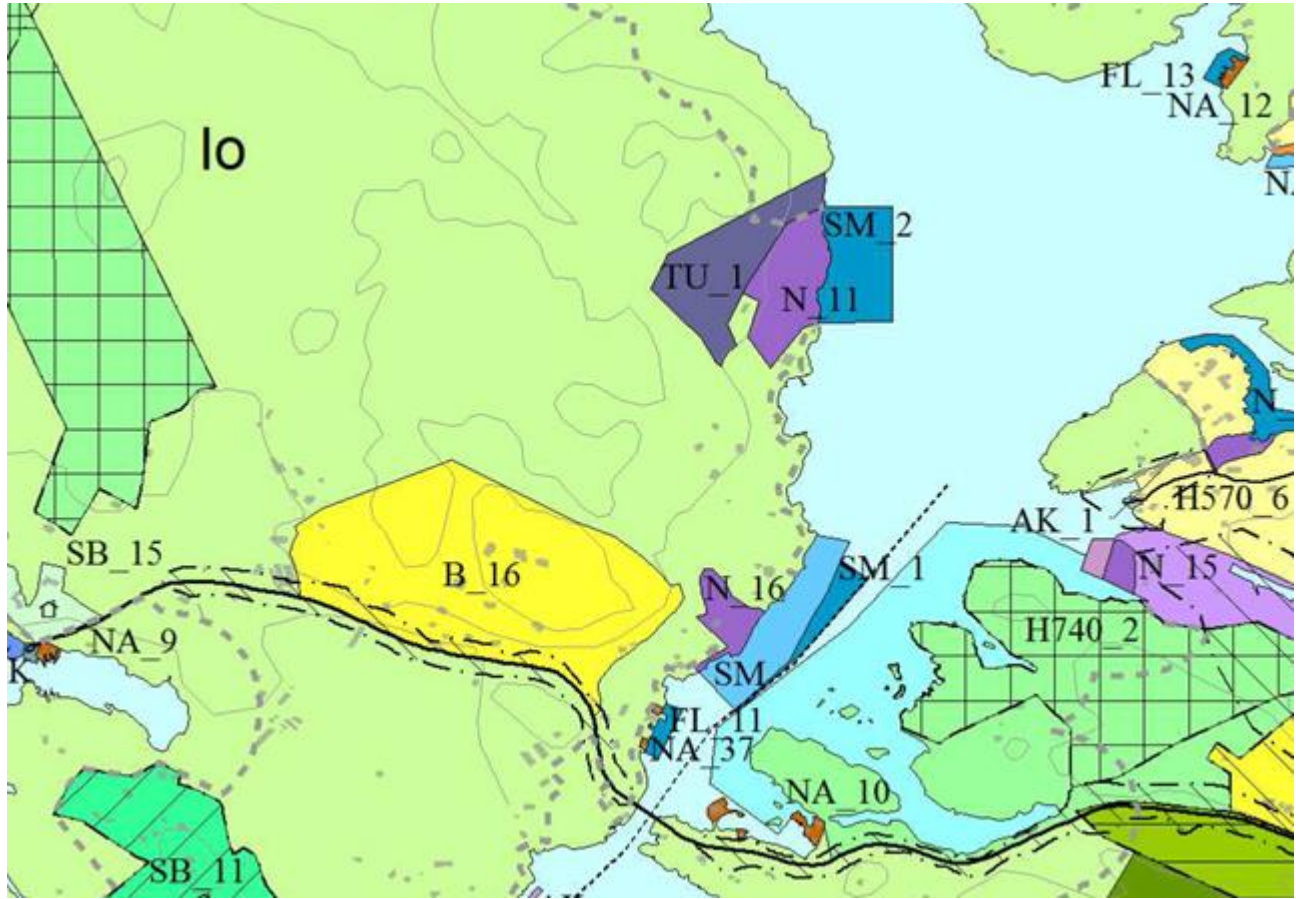 FL_13
NA_12
lo
SM_2
TU_1
N_11
N
H570_6
AK_1
SB_15
SM_1
B_16
N_16
N_15
H740_2
NA_9
K
SM
FL_11
NA_37
NA_10
SB_11